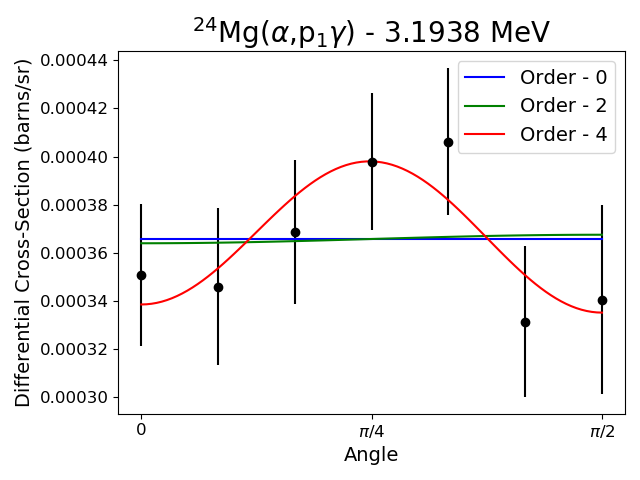 ²⁴Mg(α,p₁γ) - 3.1938 MeV
Differential Cross-Section (barns/sr)
0.00044
0.00042
0.00040
0.00038
0.00036
0.00034
0.00032
0.00030
Order - 0
Order - 2
Order - 4
0
π/4
π/2
Angle